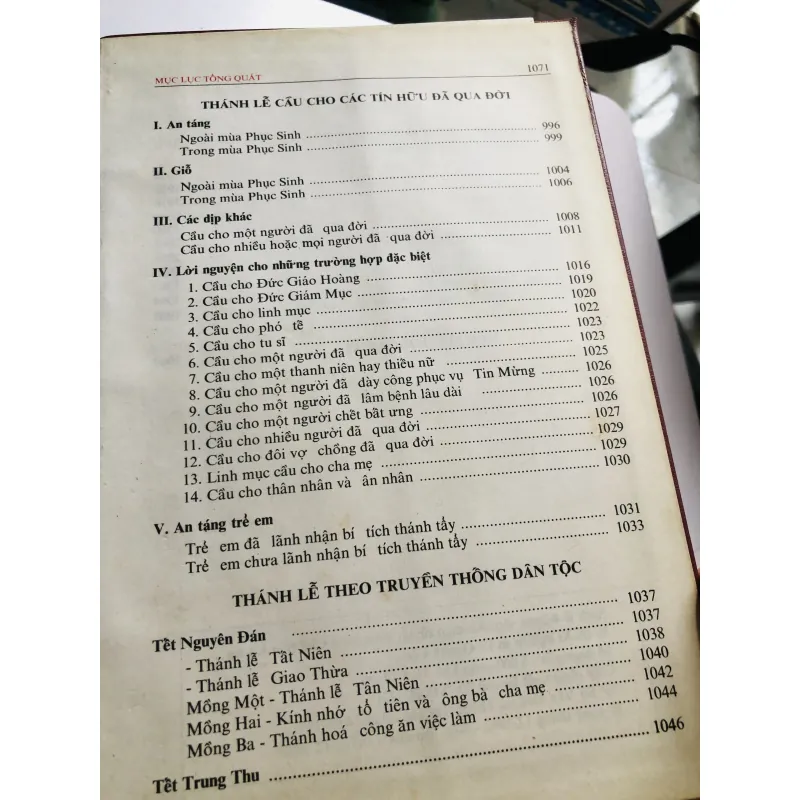 MỤC LỤC TỔNG QUÁT 1071
THÁNH LỄ CẦU CHO CÁC TÍN HỮU ĐÃ QUA ĐỜI
I. An táng
Ngoài mùa Phục Sinh ........ 996
Trong mùa Phục Sinh ........ 999
II. Giỗ
Ngoài mùa Phục Sinh ........ 1004
Trong mùa Phục Sinh ........ 1006
III. Các dịp khác
Cầu cho một người đã qua đời ........ 1008
Cầu cho nhiều hoặc mọi người đã qua đời ........ 1011
IV. Lời nguyện cho những trường hợp đặc biệt
1. Cầu cho Đức Giáo Hoàng ........ 1016
2. Cầu cho Đức Giám Mục ........ 1019
3. Cầu cho linh mục ........ 1020
4. Cầu cho phó tế ........ 1022
5. Cầu cho tu sĩ ........ 1023
6. Cầu cho một người đã qua đời ........ 1023
7. Cầu cho một thanh niên hay thiều nữ ........ 1025
8. Cầu cho một người đã dày công phục vụ Tin Mừng ........ 1026
9. Cầu cho một người đã lâm bệnh lâu dài 1026
10. Cầu cho một người chết bất ưng ........ 1026
11. Cầu cho nhiều người đã qua đời ........ 1027
12. Cầu cho đôi vợ chồng đã qua đời ........ 1029
13. Linh mục cầu cho cha mẹ ........ 1029
14. Cầu cho thân nhân và ân nhân ........ 1030
V. An táng trẻ em
Trẻ em đã lãnh nhận bí tích thánh tẩy ........ 1031
Trẻ em chưa lãnh nhận bí tích thánh tẩy ........ 1033
THÁNH LỄ THEO TRUYỀN THỐNG DÂN TỘC
Tết Nguyên Đán ........ 1037
- Thánh lễ Tất Niên ........ 1037
- Thánh lễ Giao Thừa ........ 1038
Mồng Một - Thánh lễ Tân Niên ........ 1040
Mồng Hai - Kính nhớ tổ tiên và ông bà cha mẹ ........ 1042
Mồng Ba - Thánh hoá công ăn việc làm ........ 1044
Tết Trung Thu ........ 1046